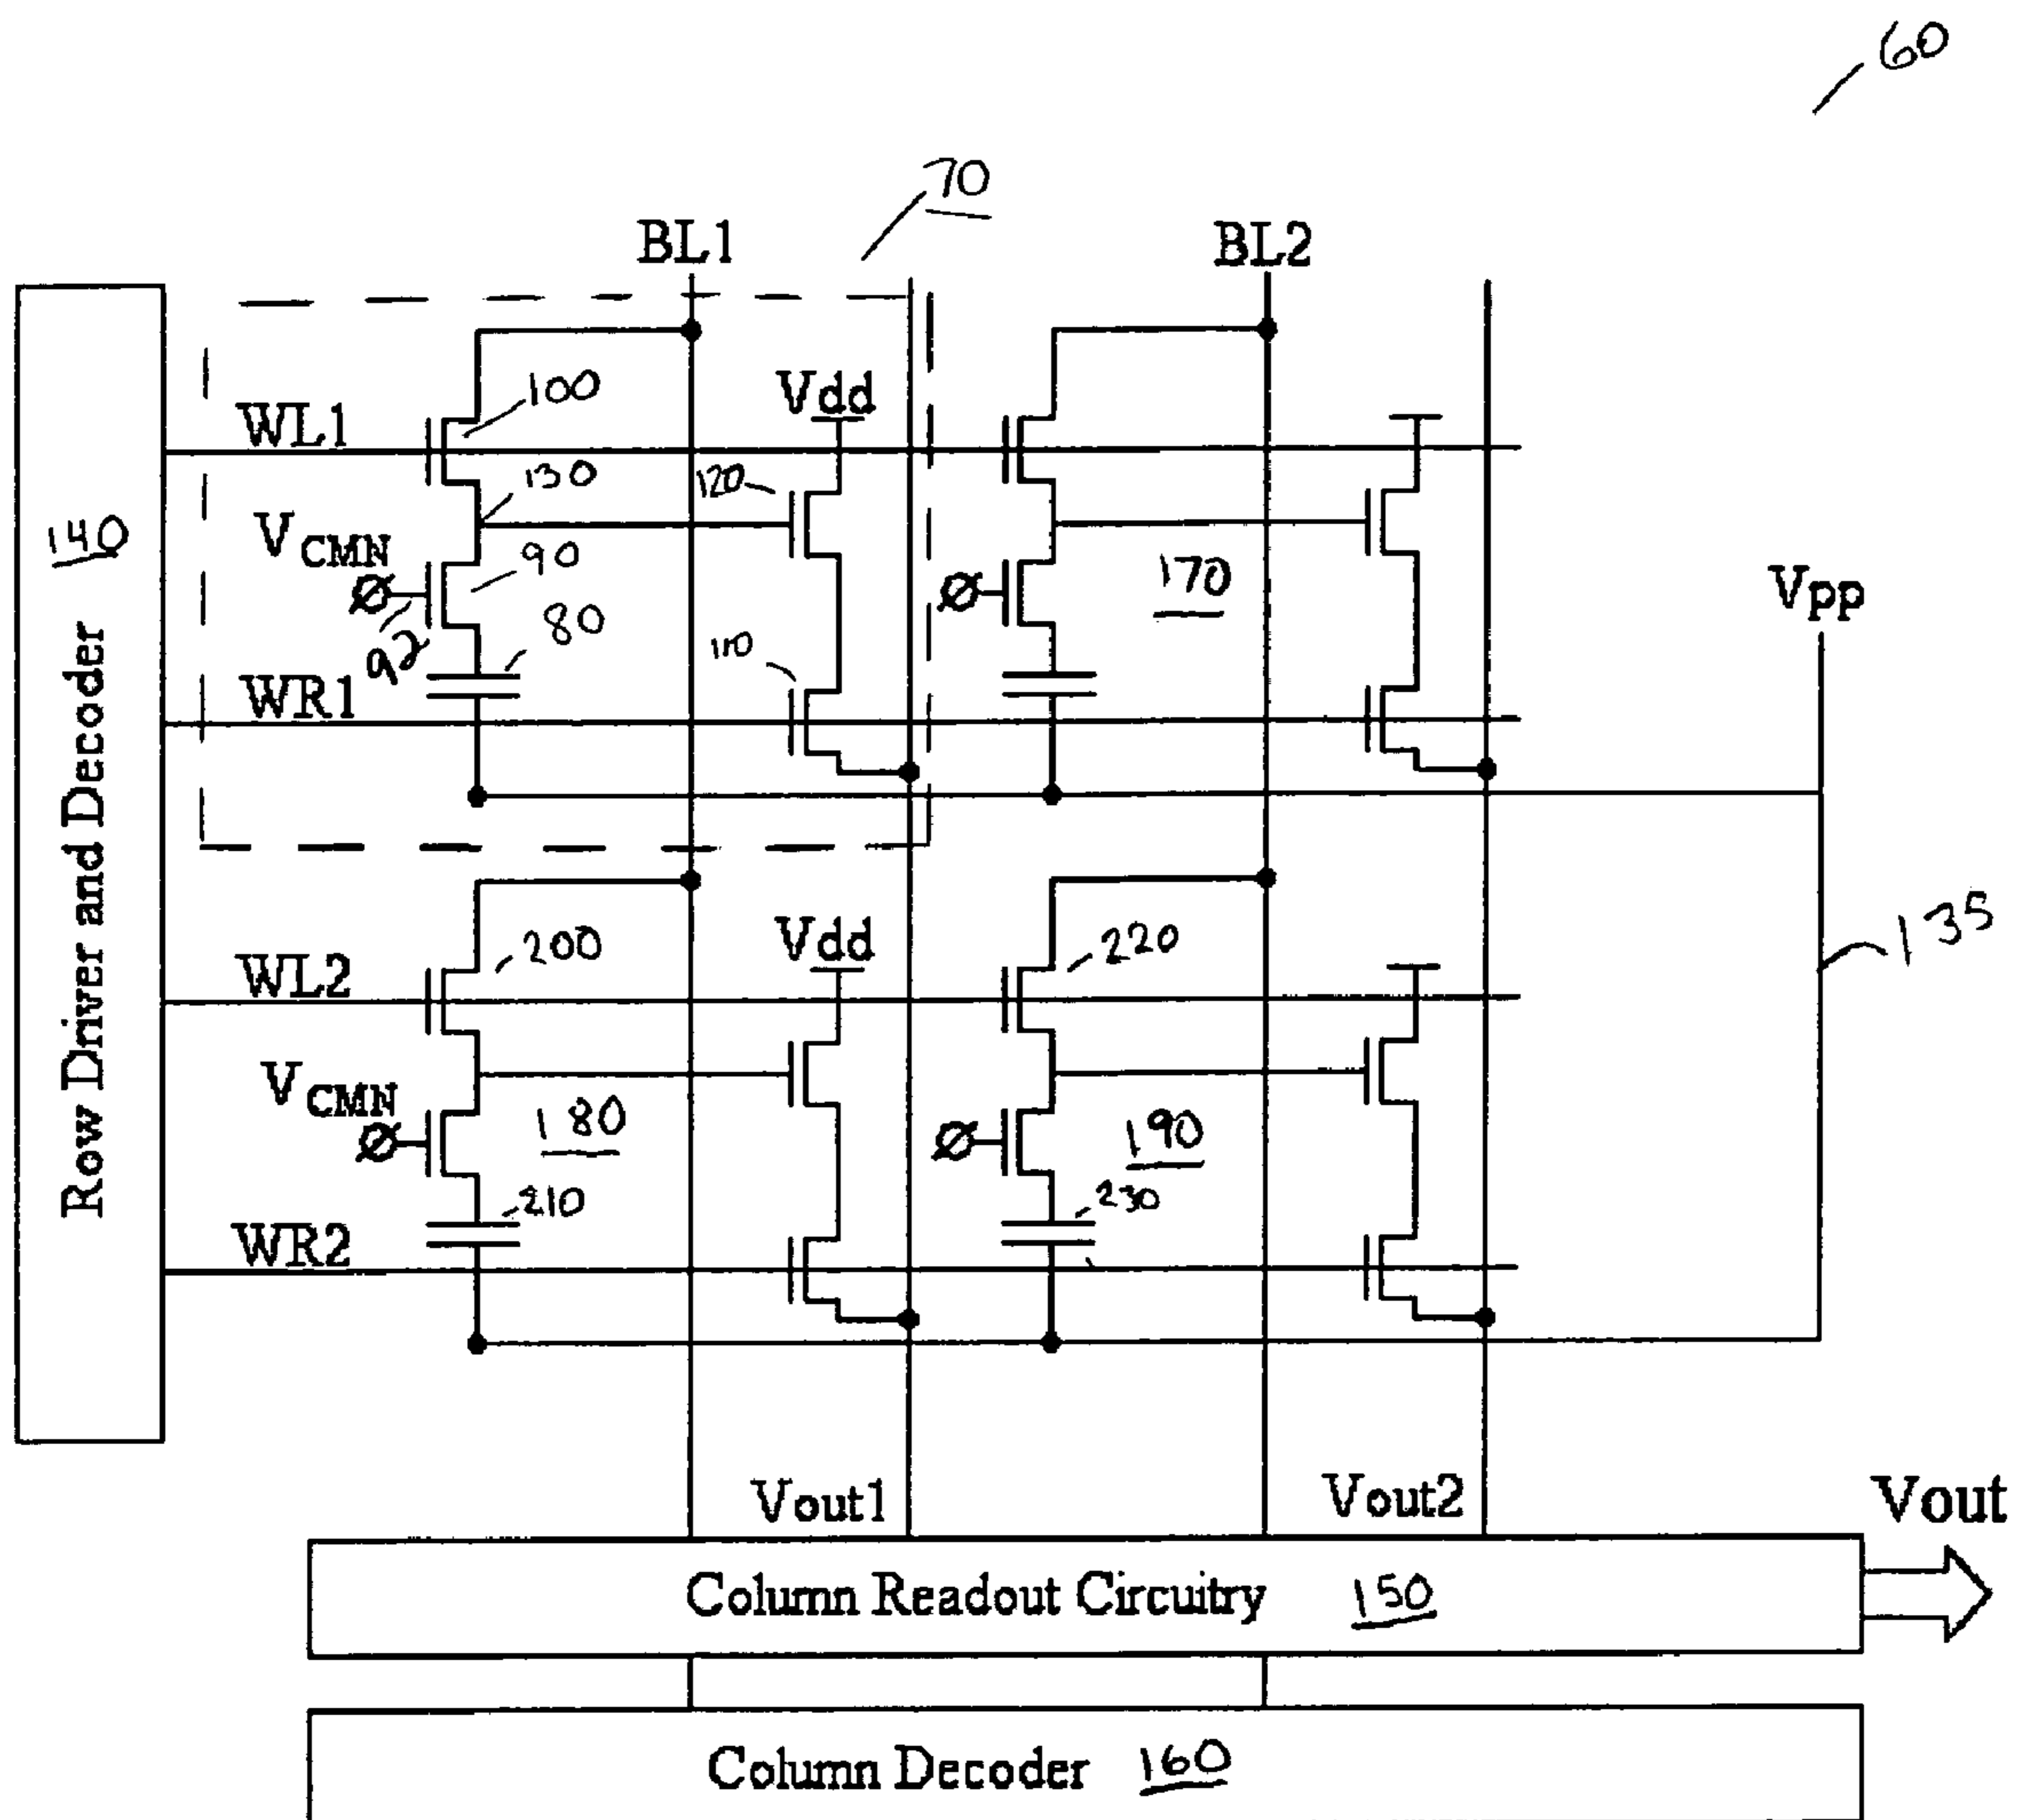 60
70
BL1
BL2
100
WL1
Vdd
130
120
140
VCMN
90
170
Vpp
80
92
110
WR1
Row Driver and Decoder
135
200
Vdd
220
WL2
VCMN
180
190
210
230
WR2
Vout1
Vout2
Vout
Column Readout Circuitry 150
Column Decoder 160